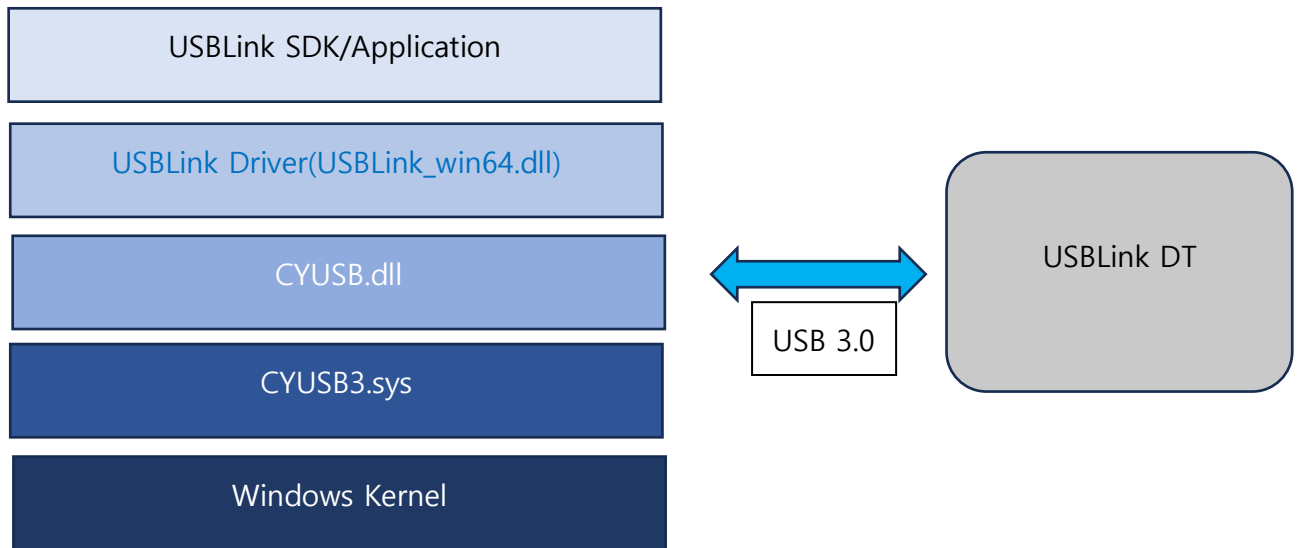 USBLink SDK/Application
USBLink Driver(USBLink_win64.dll)
CYUSB.dll
CYUSB3.sys
Windows Kernel
USB 3.0
USBLink DT